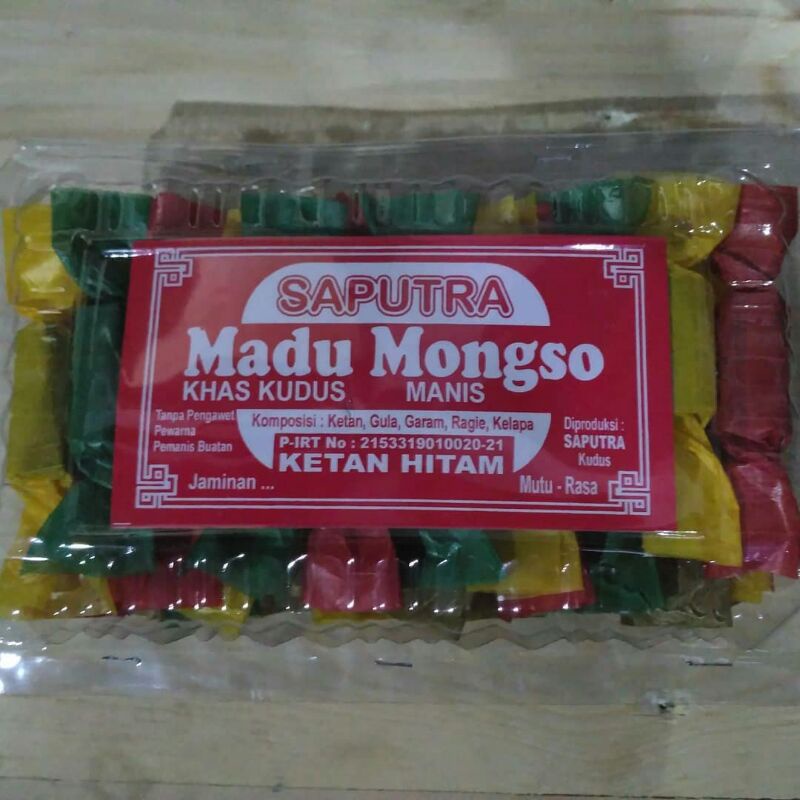 SAPUTRA
Madu Mongso
KHAS KUDUS MANIS
Tanpa Pengawet
Pewarna
Pemanis Buatan
Komposisi : Ketan, Gula, Garam, Ragie, Kelapa
P-IRT No : 2153319010020-21
KETAN HITAM
Diproduksi :
SAPUTRA
Kudus
Jaminan ...
Mutu - Rasa